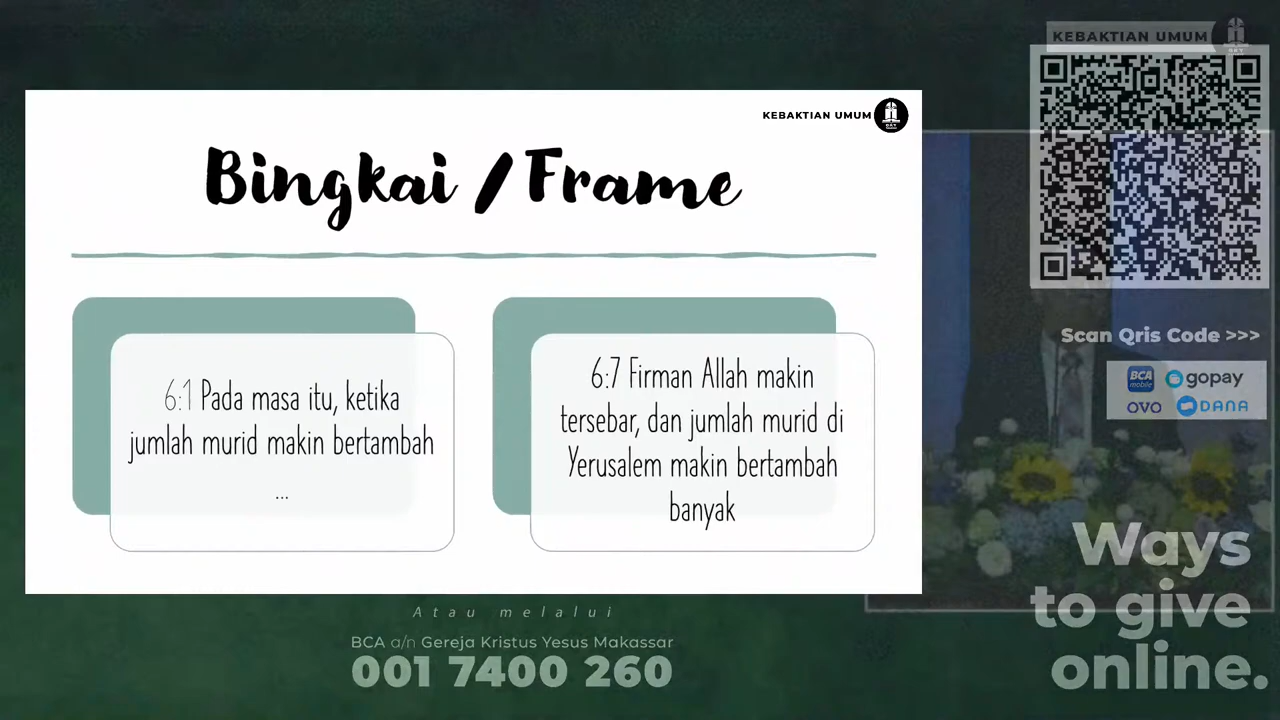 KEBAKTIAN UMUM
KEBAKTIAN UMUM
Bingkai / Frame
6:1 Pada masa itu, ketika
jumlah murid makin bertambah
...
6:7 Firman Allah makin
tersebar, dan jumlah murid di
Yerusalem makin bertambah
banyak
Scan Qris Code >>>
BCA
mobile
gopay
OVO
DANA
Ways
to give
online.
Atau melalui
BCA a/n Gereja Kristus Yesus Makassar
001 7400 260